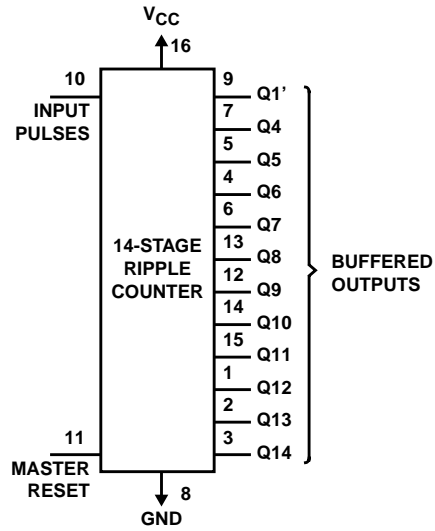 VCC
16
10
INPUT
PULSES
9
Q1'
7
Q4
5
Q5
4
Q6
6
Q7
13
Q8
12
Q9
14
Q10
15
Q11
1
Q12
2
Q13
3
Q14
14-STAGE
RIPPLE
COUNTER
BUFFERED
OUTPUTS
11
MASTER
RESET
8
GND